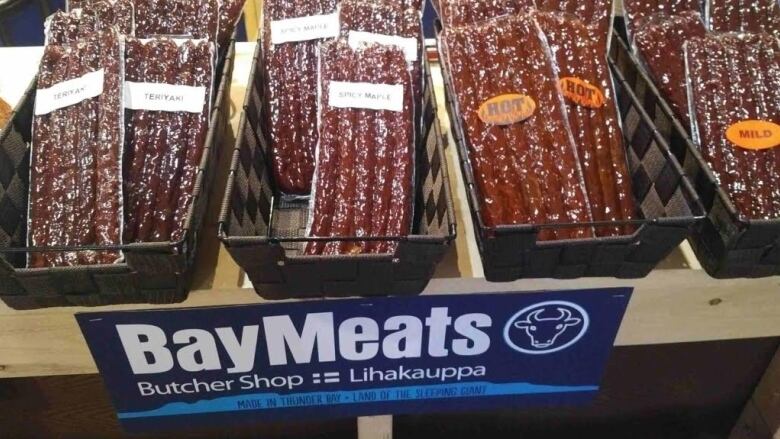 TERIYAKI
TERIYAKI
SPICY MAPLE
SPICY MAPLE
HOT
HOT
MILD
BayMeats
Butcher Shop :: Lihakauppa
MADE IN THUNDER BAY • LAND OF THE SLEEPING GIANT